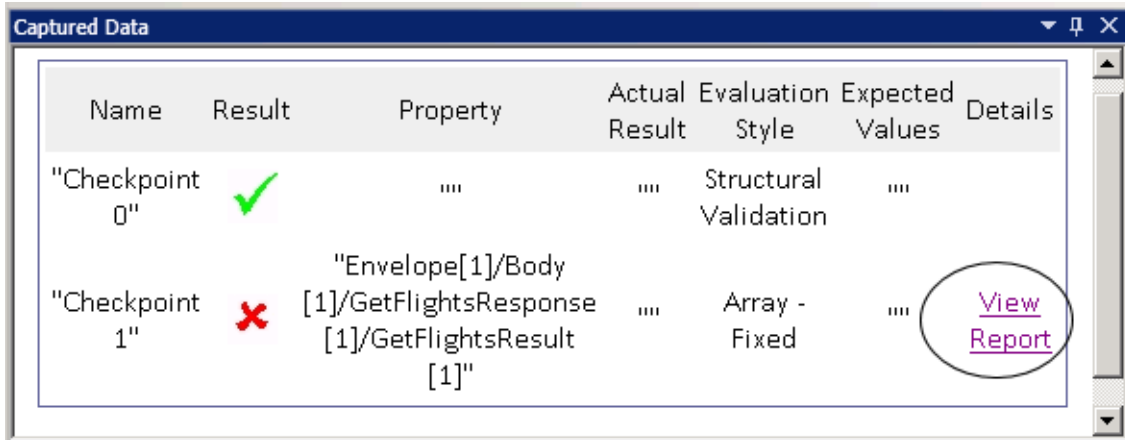 Captured Data
Name Result Property Actual Result Evaluation Style Expected Values Details
"Checkpoint 0" "" "" Structural Validation ""
"Checkpoint 1" "Envelope[1]/Body
[1]/GetFlightsResponse
[1]/GetFlightsResult
[1]" "" Array - Fixed "" View Report